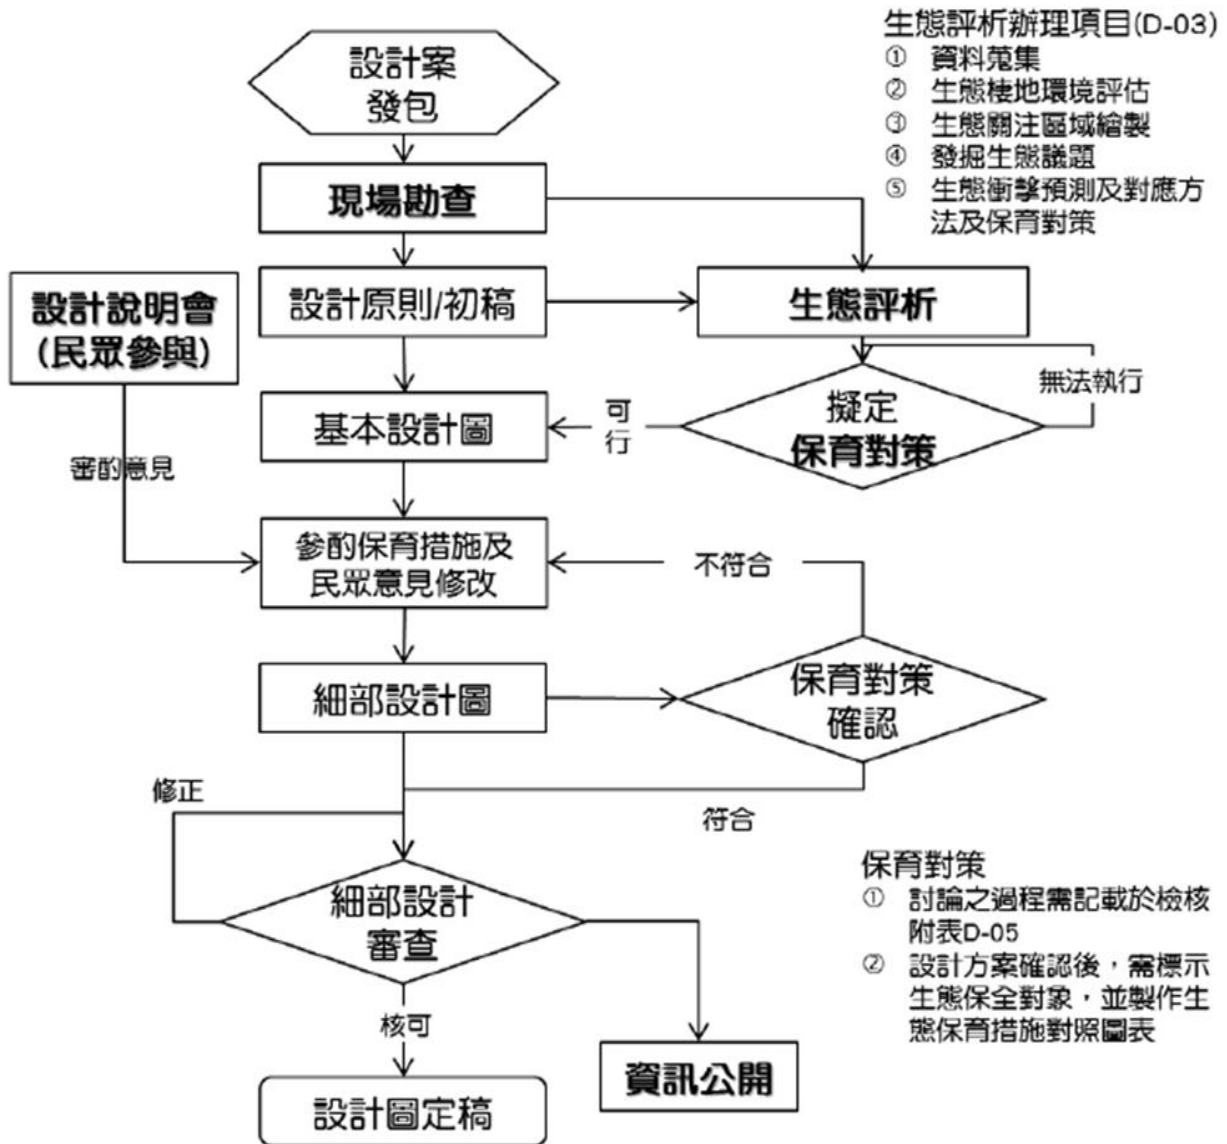 生態評析辦理項目(D-03)
① 資料蒐集
② 生態棲地環境評估
③ 生態關注區域繪製
④ 發掘生態議題
⑤ 生態衝擊預測及對應方
法及保育對策
設計案
發包
現場勘查
設計原則/初稿
生態評析
設計說明會
(民眾參與)
無法執行
擬定
保育對策
可
行
基本設計圖
審酌意見
參酌保育措施及
民眾意見修改
不符合
細部設計圖
保育對策
確認
修正
符合
細部設計
審查
保育對策
① 討論之過程需記載於檢核
附表D-05
② 設計方案確認後，需標示
生態保全對象，並製作生
態保育措施對照圖表
核可
資訊公開
設計圖定稿